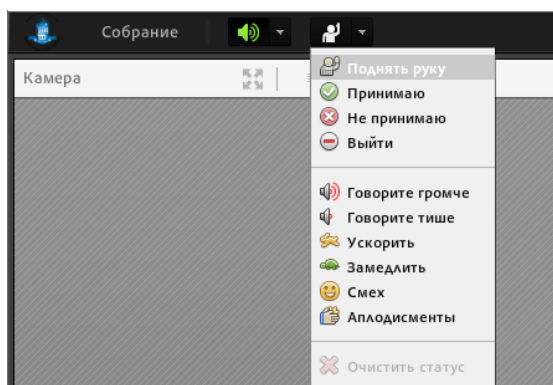 Собрание
Камера
Поднять руку
Принимаю
Не принимаю
Выйти
Говорите громче
Говорите тише
Ускорить
Замедлить
Смех
Аплодисменты
Очистить статус